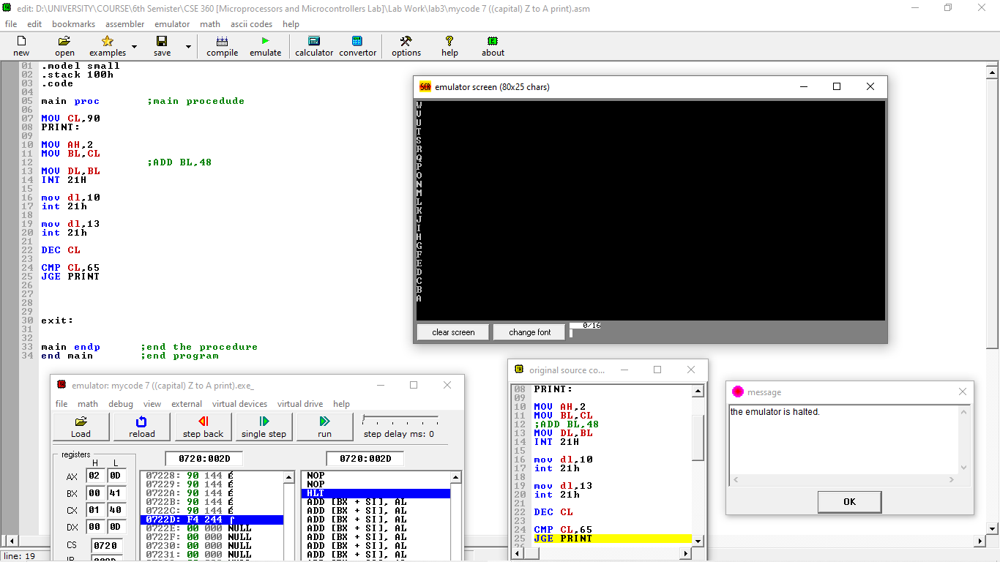 edit: D:\UNIVERSITY\COURSE\6th Semister\CSE 360 [Microprocessors and Microcontrollers Lab]\Lab Work\lab3\mycode 7 ((capital) Z to A print).asm
file edit bookmarks assembler emulator math ascii codes help
new open examples save compile emulate calculator convertor options help about
01 .model small
02 .stack 100h
03 .code
04
05 main proc ;main procedude
06
07 MOV CL,90
08 PRINT:
09
10 MOV AH,2
11 MOV BL,CL
12 ;ADD BL,48
13 MOV DL,BL
14 INT 21H
15
16 mov dl,10
17 int 21h
18
19 mov dl,13
20 int 21h
21
22 DEC CL
23
24 CMP CL,65
25 JGE PRINT
26
27
28
29
30 exit:
31
32
33 main endp ;end the procedure
34 end main ;end program
line: 19
emulator screen (80x25 chars)
W
V
U
T
S
R
Q
P
O
N
M
L
K
J
I
H
G
F
E
D
C
B
A
clear screen change font 0/16
emulator: mycode 7 ((capital) Z to A print).exe_
file math debug view external virtual devices virtual drive help
Load reload step back single step run step delay ms: 0
registers 0720:002D 0720:002D
H L
AX 02 0D
BX 00 41
CX 01 40
DX 00 0D
CS 0720
07228: 90 144 É
07229: 90 144 É
0722A: 90 144 É
0722B: 90 144 É
0722C: 90 144 É
0722D: F4 244 ⌠
0722E: 00 000 NULL
0722F: 00 000 NULL
07230: 00 000 NULL
07231: 00 000 NULL
NOP
NOP
HLT
ADD [BX + SI], AL
ADD [BX + SI], AL
ADD [BX + SI], AL
ADD [BX + SI], AL
ADD [BX + SI], AL
ADD [BX + SI], AL
ADD [BX + SI], AL
original source co...
08 PRINT:
09
10 MOV AH,2
11 MOV BL,CL
12 ;ADD BL,48
13 MOV DL,BL
14 INT 21H
15
16 mov dl,10
17 int 21h
18
19 mov dl,13
20 int 21h
21
22 DEC CL
23
24 CMP CL,65
25 JGE PRINT
message
the emulator is halted.
OK